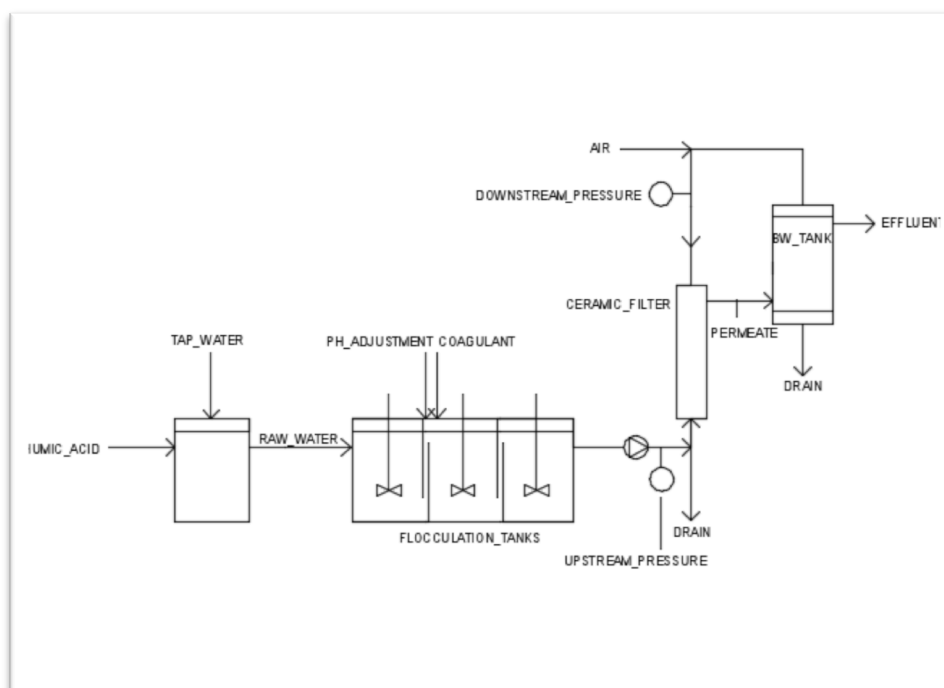 AIR
DOWNSTREAM_PRESSURE
EFFLUENT
BW_TANK
CERAMIC_FILTER
PERMEATE
TAP_WATER
PH_ADJUSTMENT COAGULANT
DRAIN
RAW_WATER
UMIC_ACID
DRAIN
FLOCCULATION_TANKS
UPSTREAM_PRESSURE